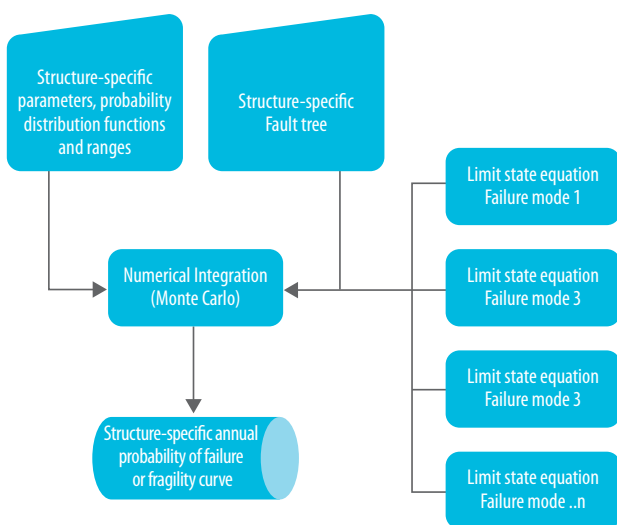 Structure-specific
parameters, probability
distribution functions
and ranges
Structure-specific
Fault tree
Limit state equation
Failure mode 1
Numerical Integration
(Monte Carlo)
Limit state equation
Failure mode 3
Limit state equation
Failure mode 3
Structure-specific annual
probability of failure
or fragility curve
Limit state equation
Failure mode ..n